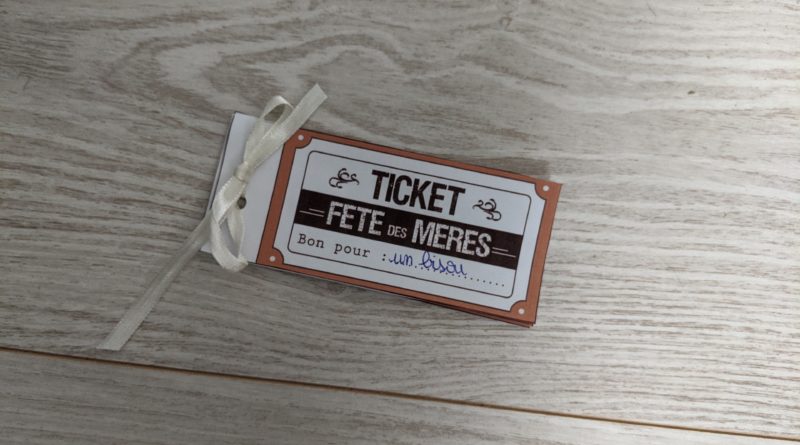 TICKET
FETE DES MERES
Bon pour : un bisou